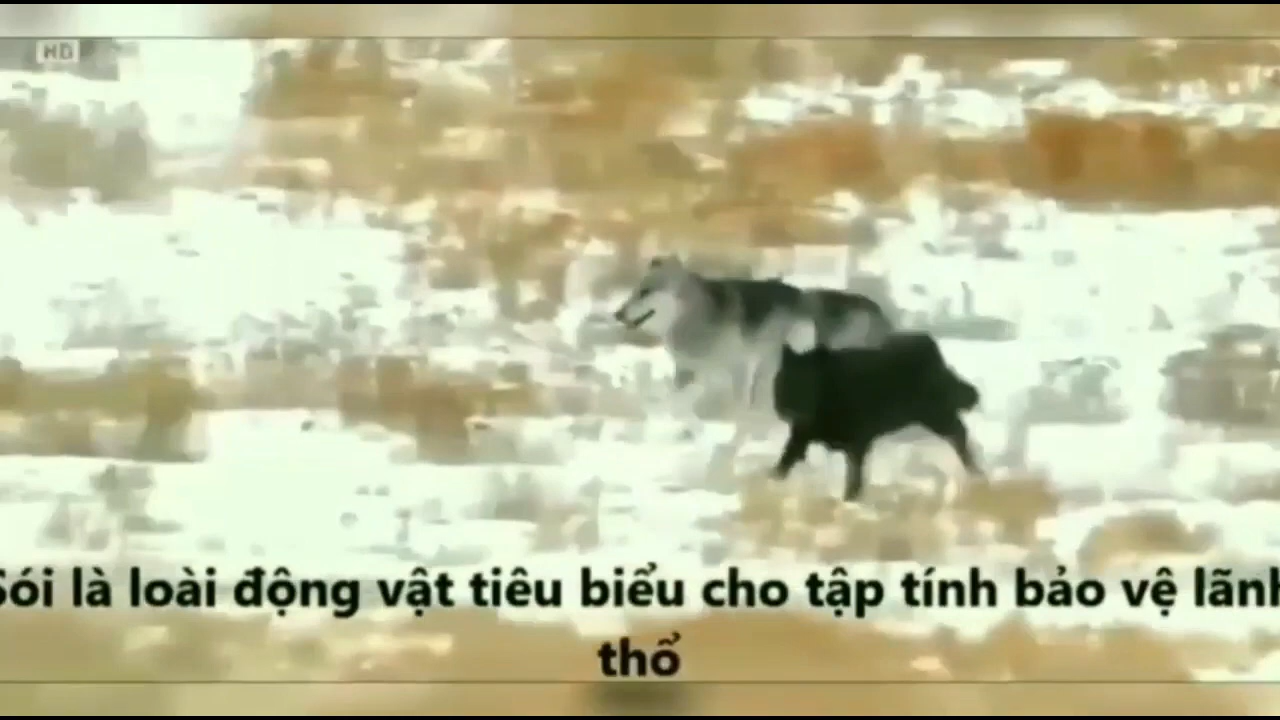 HD
Sói là loài động vật tiêu biểu cho tập tính bảo vệ lãnh
thổ